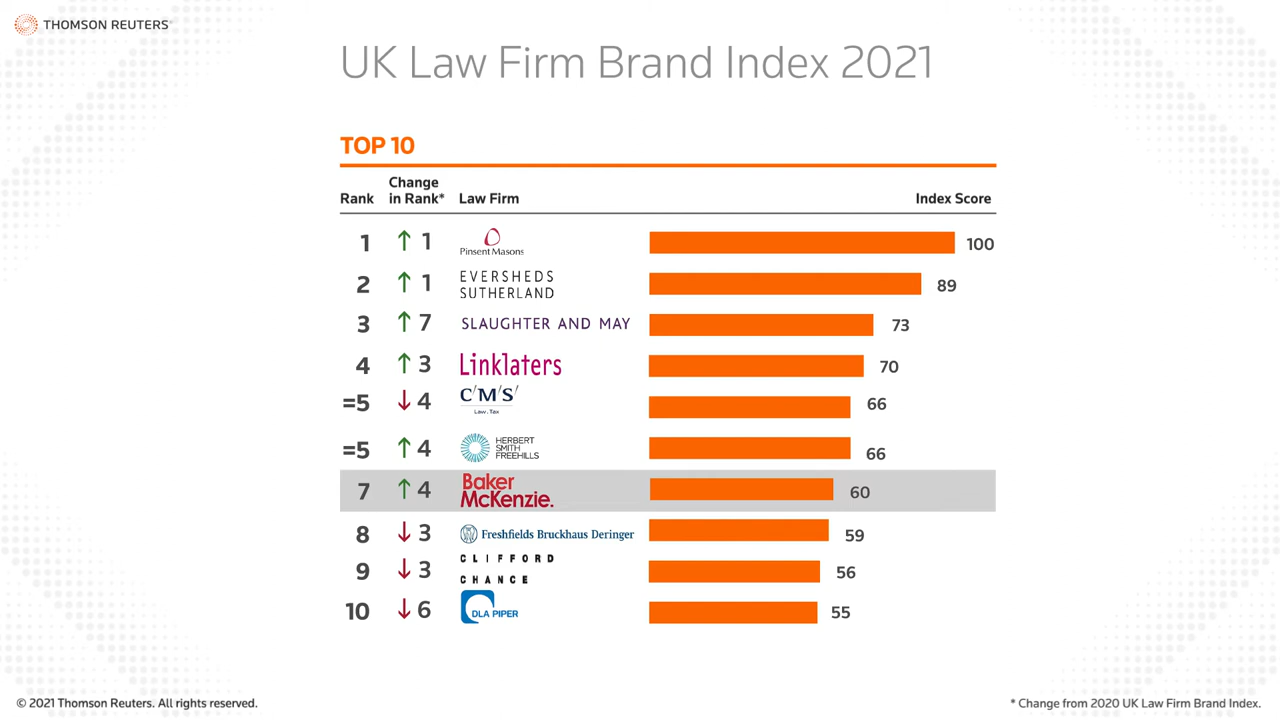 THOMSON REUTERS®
UK Law Firm Brand Index 2021
TOP 10
Rank Change in Rank* Law Firm Index Score
1 ↑ 1 Pinsent Masons 100
2 ↑ 1 EVERSHEDS SUTHERLAND 89
3 ↑ 7 SLAUGHTER AND MAY 73
4 ↑ 3 Linklaters 70
=5 ↓ 4 C/M/S/ Law.Tax 66
=5 ↑ 4 HERBERT SMITH FREEHILLS 66
7 ↑ 4 Baker McKenzie. 60
8 ↓ 3 Freshfields Bruckhaus Deringer 59
9 ↓ 3 CLIFFORD CHANCE 56
10 ↓ 6 DLA PIPER 55
© 2021 Thomson Reuters. All rights reserved.
* Change from 2020 UK Law Firm Brand Index.